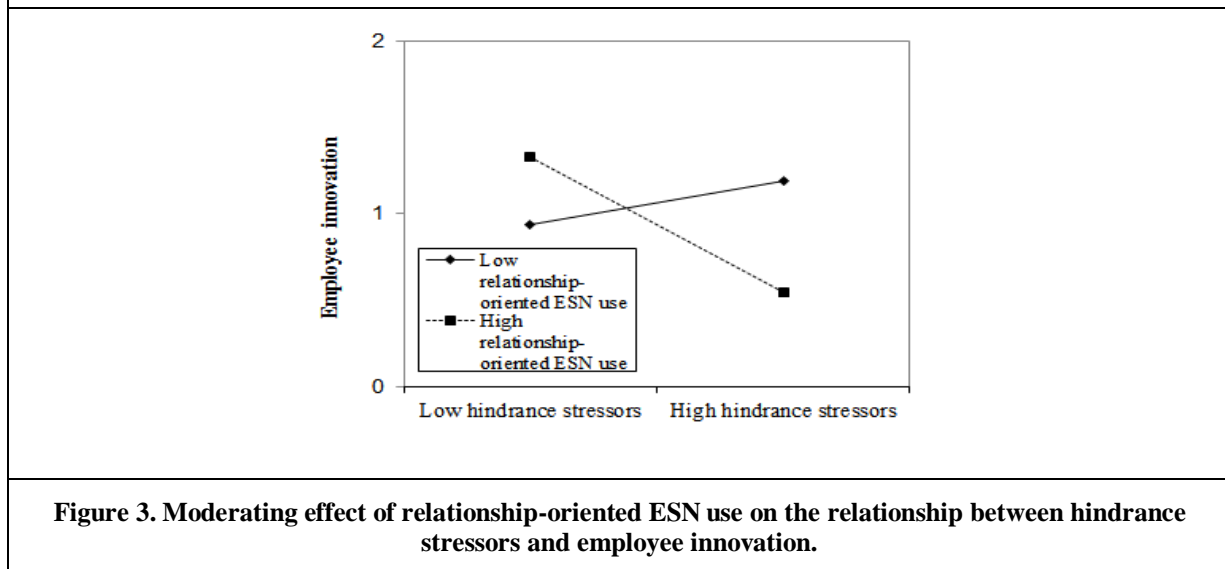 2
Employee innovation
1
Low
relationship-
oriented ESN use
High
relationship-
oriented ESN use
0
Low hindrance stressors High hindrance stressors
Figure 3. Moderating effect of relationship-oriented ESN use on the relationship between hindrance
stressors and employee innovation.